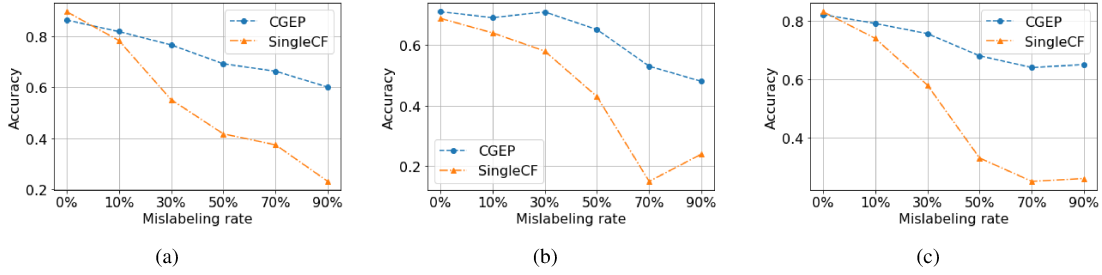 0.8
0.6
0.4
0.2
Accuracy
CGEP
SingleCF
0% 10% 30% 50% 70% 90%
Mislabeling rate
(a)
0.6
0.4
0.2
Accuracy
CGEP
SingleCF
0% 10% 30% 50% 70% 90%
Mislabeling rate
(b)
0.8
0.6
0.4
Accuracy
CGEP
SingleCF
0% 10% 30% 50% 70% 90%
Mislabeling rate
(c)